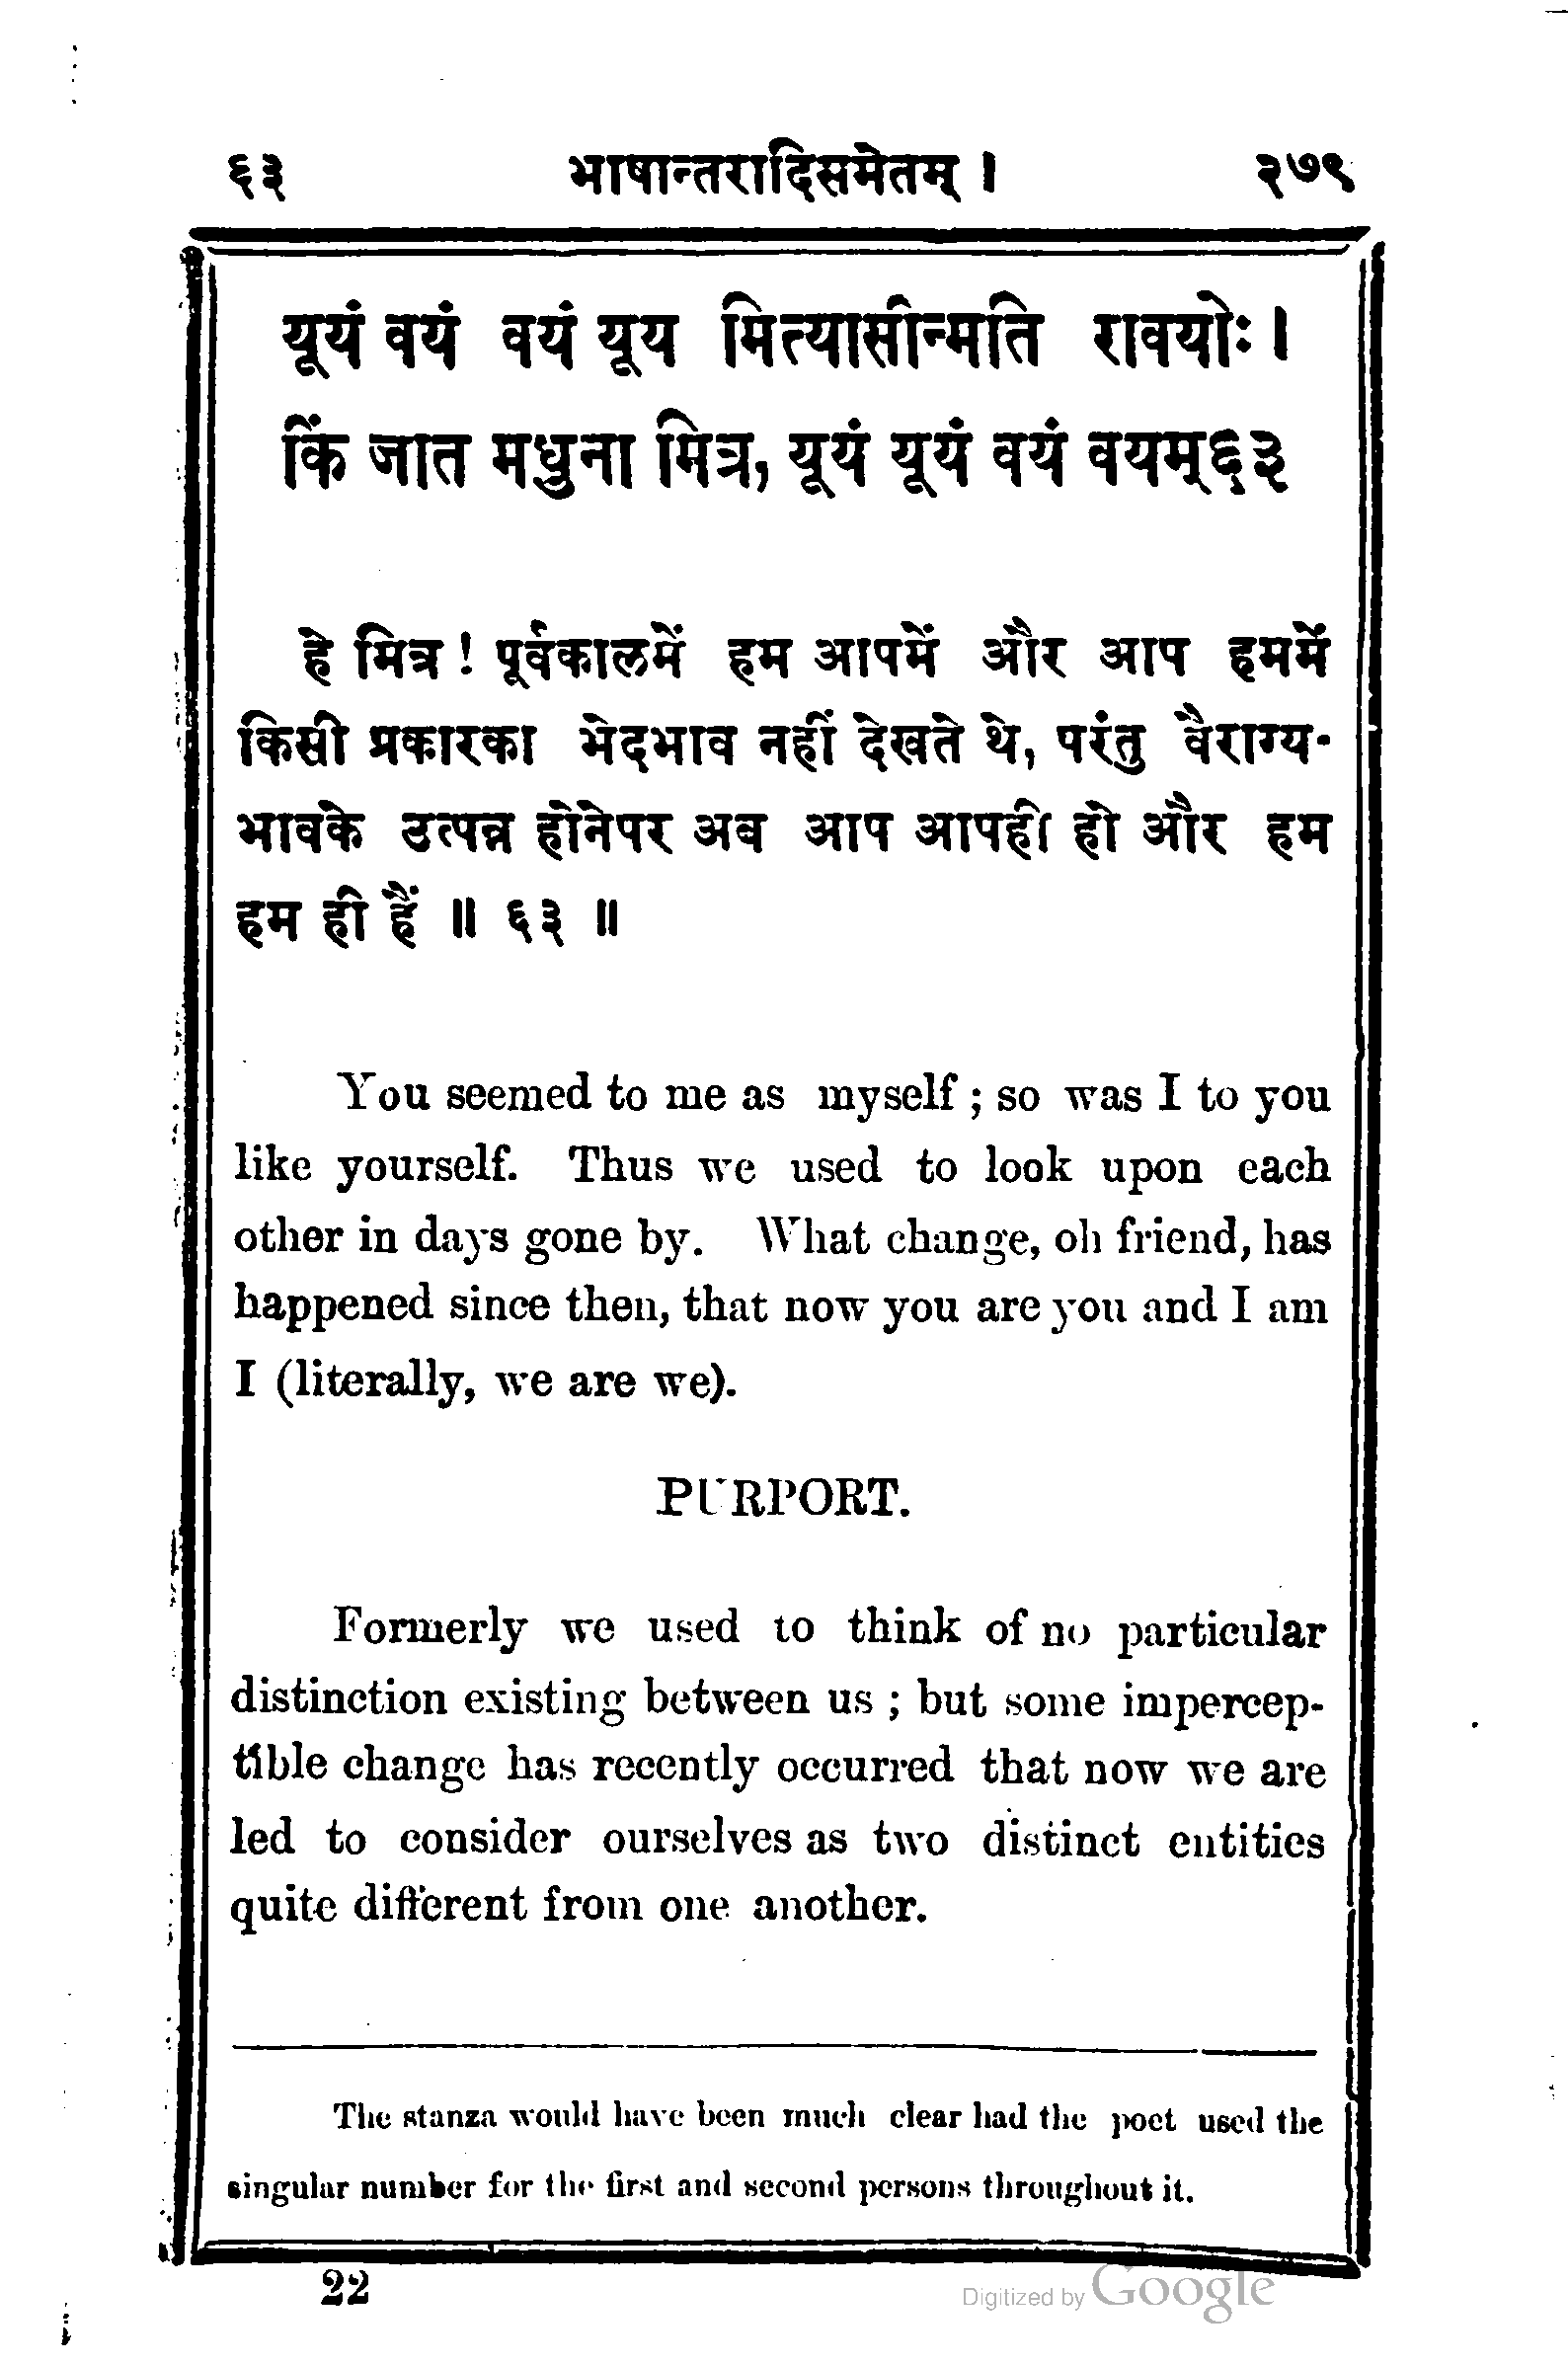 ६३ भाषान्तरादिसमेतम् । ३७९
यूयं वयं वयं यूय मित्यासीन्मति रावयोः ।
किं जात मधुना मित्र, यूयं यूयं वयं वयम्६३
हे मित्र ! पूर्वकालमें हम आपमें और आप हममें
किसी प्रकारका भेदभाव नहीं देखते थे, परंतु वैराग्य-
भावके उत्पन्न होनेपर अब आप आपही हो और हम
हम ही हैं ॥ ६३ ॥
You seemed to me as myself ; so was I to you
like yourself. Thus we used to look upon each
other in days gone by. What change, oh friend, has
happened since then, that now you are you and I am
I (literally, we are we).
PURPORT.
Formerly we used to think of no particular
distinction existing between us ; but some impercep-
tible change has recently occurred that now we are
led to consider ourselves as two distinct entities
quite different from one another.
The stanza would have been much clear had the poet used the
singular number for the first and second persons throughout it.
22
Digitized by Google